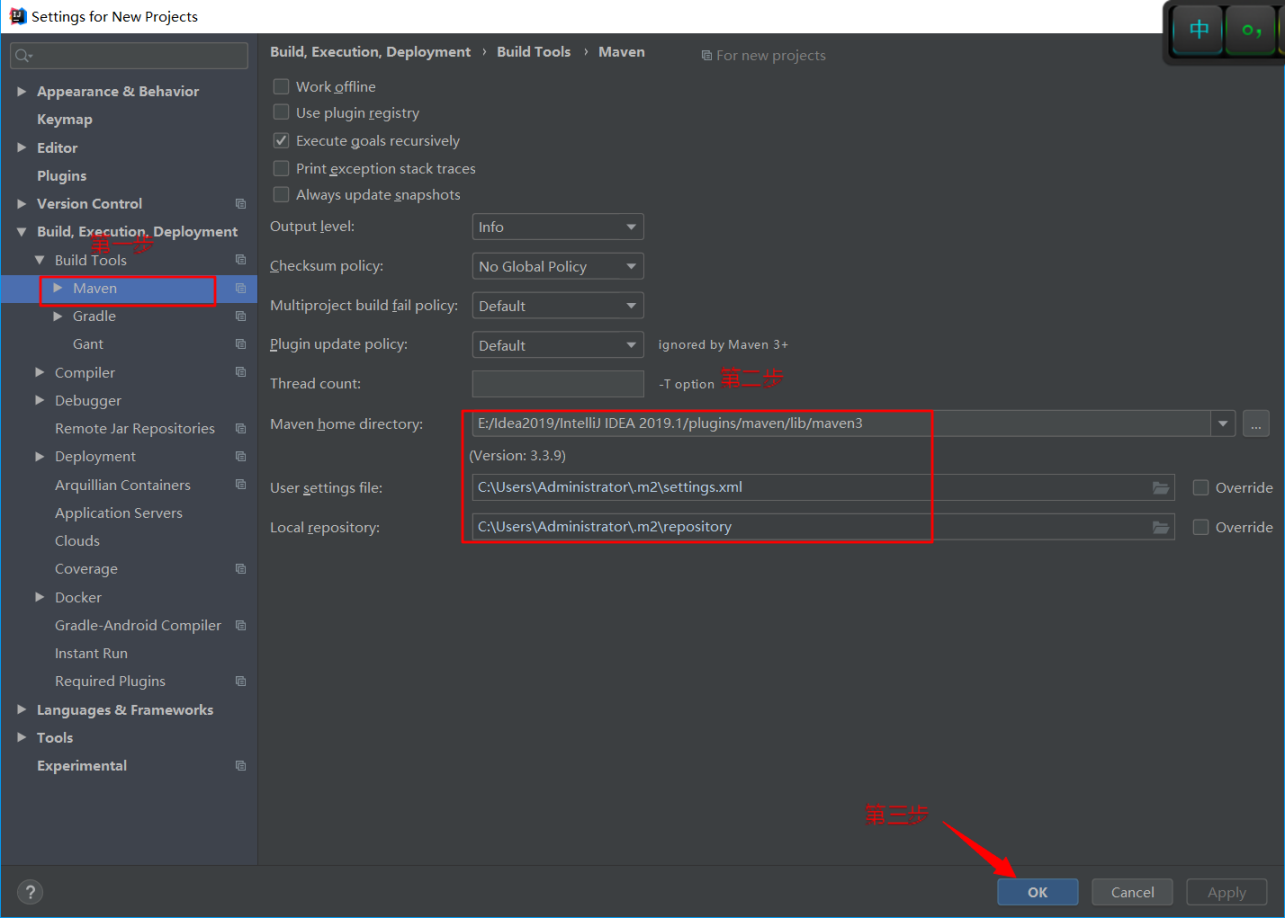 Settings for New Projects
中
Appearance & Behavior
Keymap
Editor
Plugins
Version Control
Build, Execution, Deployment
第一步
Build Tools
Maven
Gradle
Gant
Compiler
Debugger
Remote Jar Repositories
Deployment
Arquillian Containers
Application Servers
Clouds
Coverage
Docker
Gradle-Android Compiler
Instant Run
Required Plugins
Languages & Frameworks
Tools
Experimental
Build, Execution, Deployment › Build Tools › Maven
For new projects
Work offline
Use plugin registry
Execute goals recursively
Print exception stack traces
Always update snapshots
Output level: Info
Checksum policy: No Global Policy
Multiproject build fail policy: Default
Plugin update policy: Default ignored by Maven 3+
Thread count: -T option 第二步
Maven home directory: E:/Idea2019/IntelliJ IDEA 2019.1/plugins/maven/lib/maven3 ...
(Version: 3.3.9)
User settings file: C:\Users\Administrator\.m2\settings.xml Override
Local repository: C:\Users\Administrator\.m2\repository Override
第三步
? OK Cancel Apply